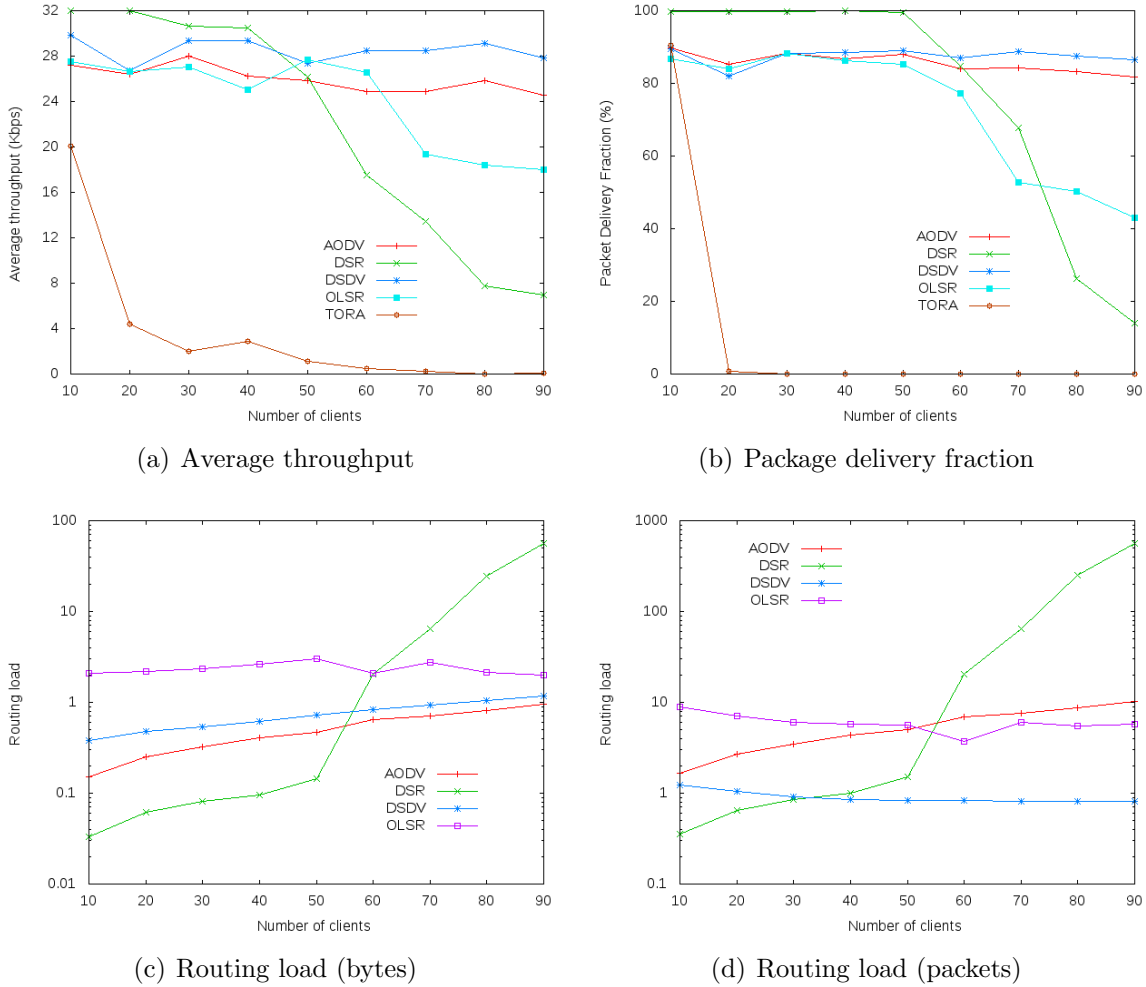 32
28
24
20
16
12
8
4
0
Average throughput (Kbps)
AODV
DSR
DSDV
OLSR
TORA
10 20 30 40 50 60 70 80 90
Number of clients
(a) Average throughput
100
80
60
40
20
0
Packet Delivery Fraction (%)
AODV
DSR
DSDV
OLSR
TORA
10 20 30 40 50 60 70 80 90
Number of clients
(b) Package delivery fraction
100
10
1
0.1
0.01
Routing load
AODV
DSR
DSDV
OLSR
10 20 30 40 50 60 70 80 90
Number of clients
(c) Routing load (bytes)
1000
100
10
1
0.1
Routing load
AODV
DSR
DSDV
OLSR
10 20 30 40 50 60 70 80 90
Number of clients
(d) Routing load (packets)